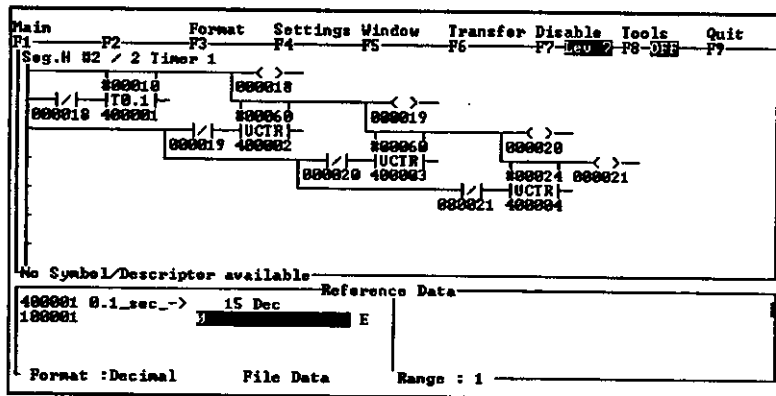 Main Format Settings Window Transfer Disable Tools Quit
F1 F2 F3 F4 F5 F6 F7-Lev 2 F8-OFF F9
Seg.H #2 / 2 Timer 1
#00010 000018
T0.1 #00060 000019
000018 400001 UCTR #00060 000020
000019 400002 UCTR #00024 000021
000020 400003 UCTR
000021 400004
No Symbol/Descriptor available
Reference Data
400001 0.1_sec_-> 15 Dec
100001 E
Format :Decimal File Data Range : 1